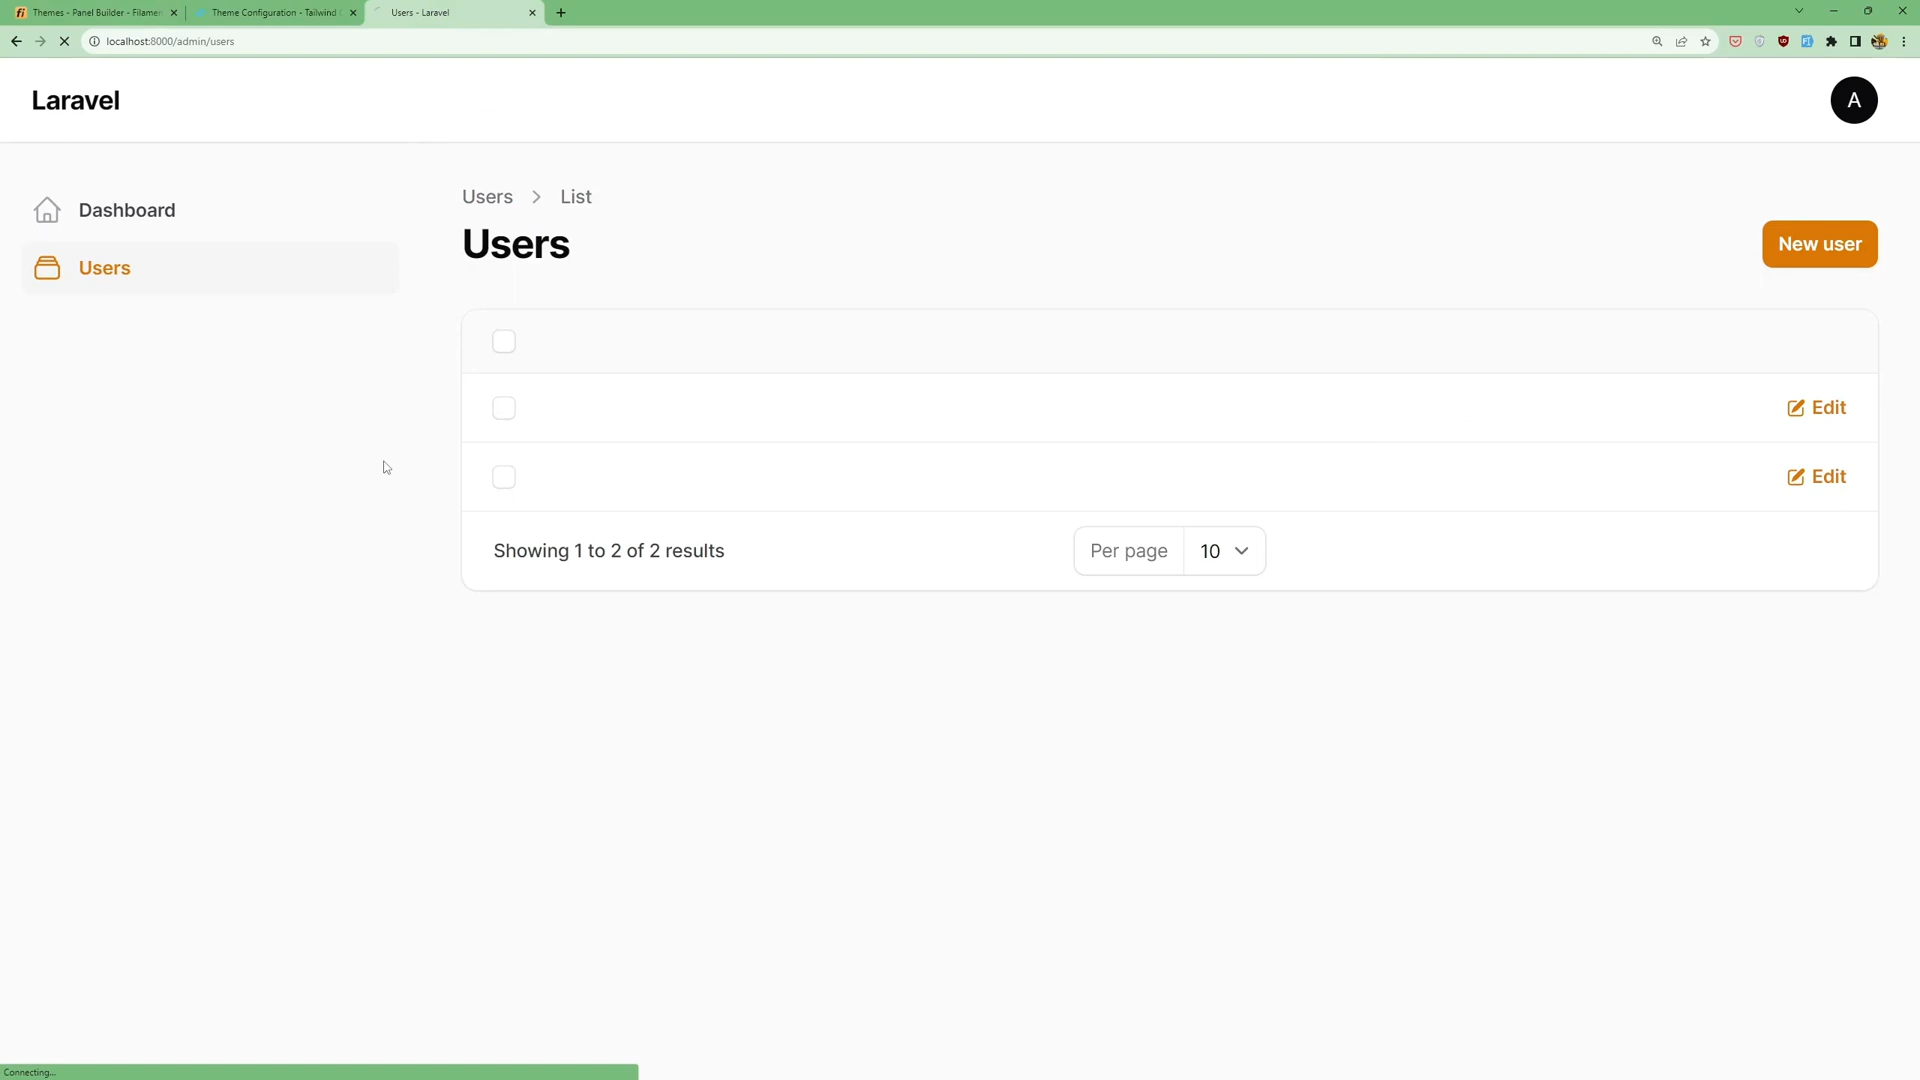 Themes - Panel Builder - Filamen
Theme Configuration - Tailwind C
Users - Laravel
localhost:8000/admin/users
Laravel
A
Dashboard
Users
Users > List
Users
New user
Edit
Edit
Showing 1 to 2 of 2 results
Per page 10
Connecting...